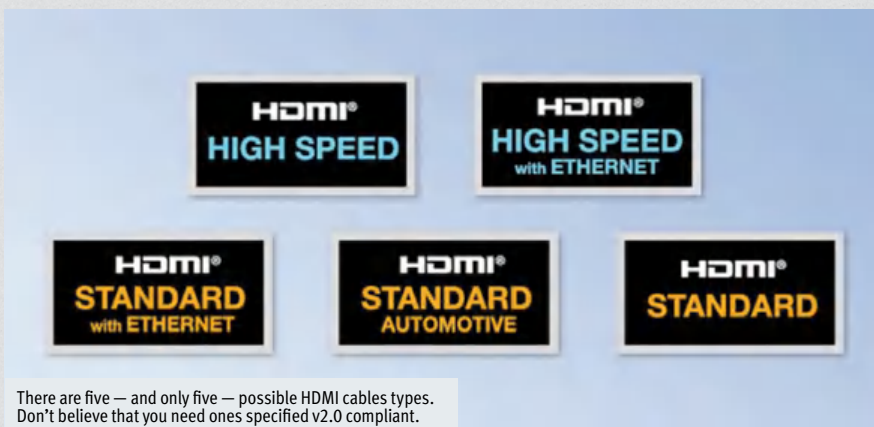 HDMI®
HIGH SPEED
HDMI®
HIGH SPEED
with ETHERNET
HDMI®
STANDARD
with ETHERNET
HDMI®
STANDARD
AUTOMOTIVE
HDMI®
STANDARD
There are five — and only five — possible HDMI cables types.
Don’t believe that you need ones specified v2.0 compliant.